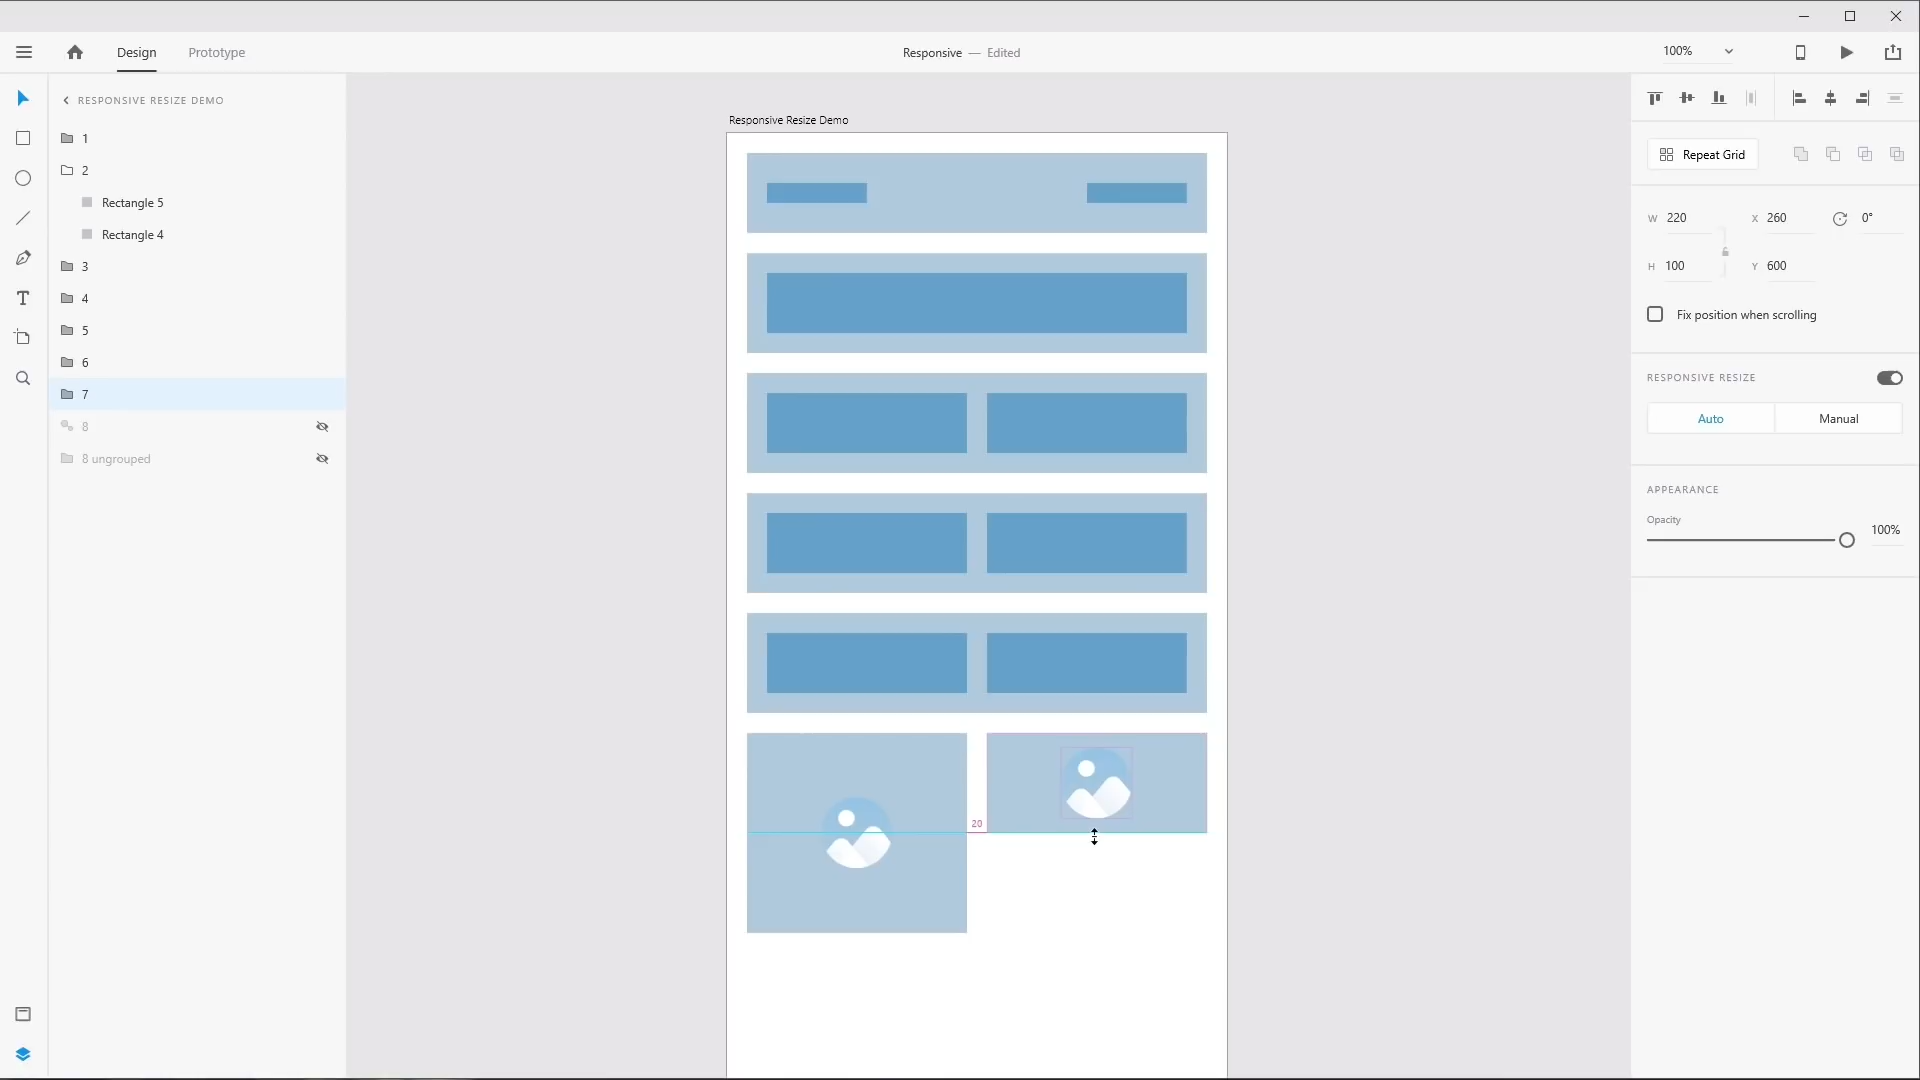 Design
Prototype
Responsive — Edited
100%
RESPONSIVE RESIZE DEMO
1
2
Rectangle 5
Rectangle 4
3
4
5
6
7
8
8 ungrouped
Responsive Resize Demo
20
Repeat Grid
W 220
X 260
0°
H 100
Y 600
Fix position when scrolling
RESPONSIVE RESIZE
Auto
Manual
APPEARANCE
Opacity
100%